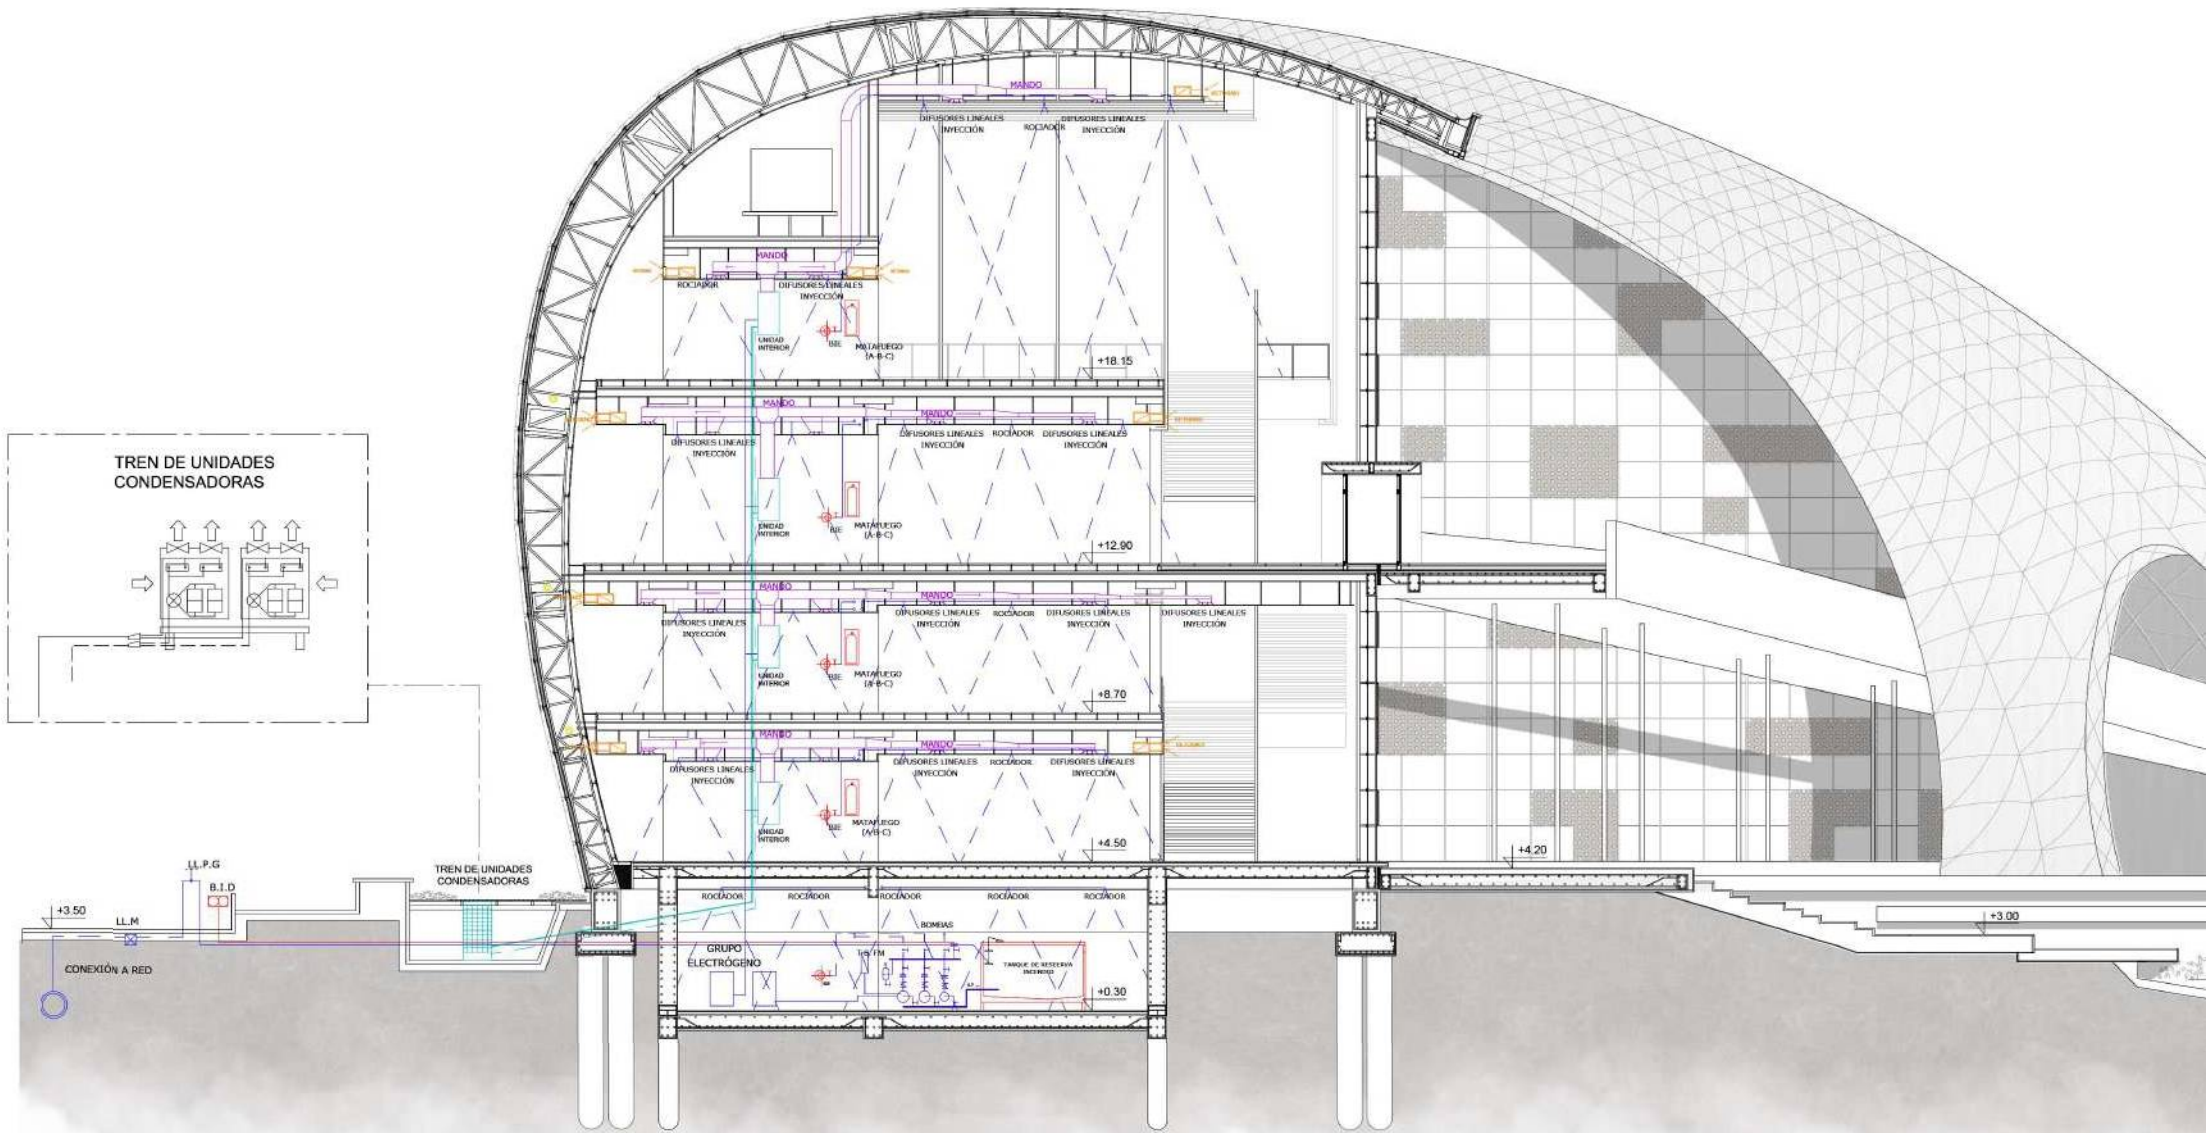 MANDO
DIFUSORES LINEALES
INYECCIÓN
ROCIADOR
DIFUSORES LINEALES
INYECCIÓN
MANDO
ROCIADOR
DIFUSORES LINEALES
INYECCIÓN
UNIDAD
INTERIOR
BIE
MATAFUEGO
(A-B-C)
+18.15
MANDO
MANDO
DIFUSORES LINEALES
INYECCIÓN
DIFUSORES LINEALES
INYECCIÓN
ROCIADOR
DIFUSORES LINEALES
INYECCIÓN
TREN DE UNIDADES
CONDENSADORAS
UNIDAD
INTERIOR
BIE
MATAFUEGO
(A-B-C)
+12.90
MANDO
MANDO
DIFUSORES LINEALES
INYECCIÓN
DIFUSORES LINEALES
INYECCIÓN
ROCIADOR
DIFUSORES LINEALES
INYECCIÓN
DIFUSORES LINEALES
INYECCIÓN
UNIDAD
INTERIOR
BIE
MATAFUEGO
(A-B-C)
+8.70
MANDO
MANDO
DIFUSORES LINEALES
INYECCIÓN
DIFUSORES LINEALES
INYECCIÓN
ROCIADOR
DIFUSORES LINEALES
INYECCIÓN
UNIDAD
INTERIOR
BIE
MATAFUEGO
(A/B-C)
+4.50
+4.20
LL.P.G
B.I.D
TREN DE UNIDADES
CONDENSADORAS
ROCIADOR
ROCIADOR
ROCIADOR
ROCIADOR
ROCIADOR
+3.50
LL.M
+3.00
BOMBAS
GRUPO
ELECTRÓGENO
CONEXIÓN A RED
TANQUE DE RESERVA
INCENDIO
+0.30